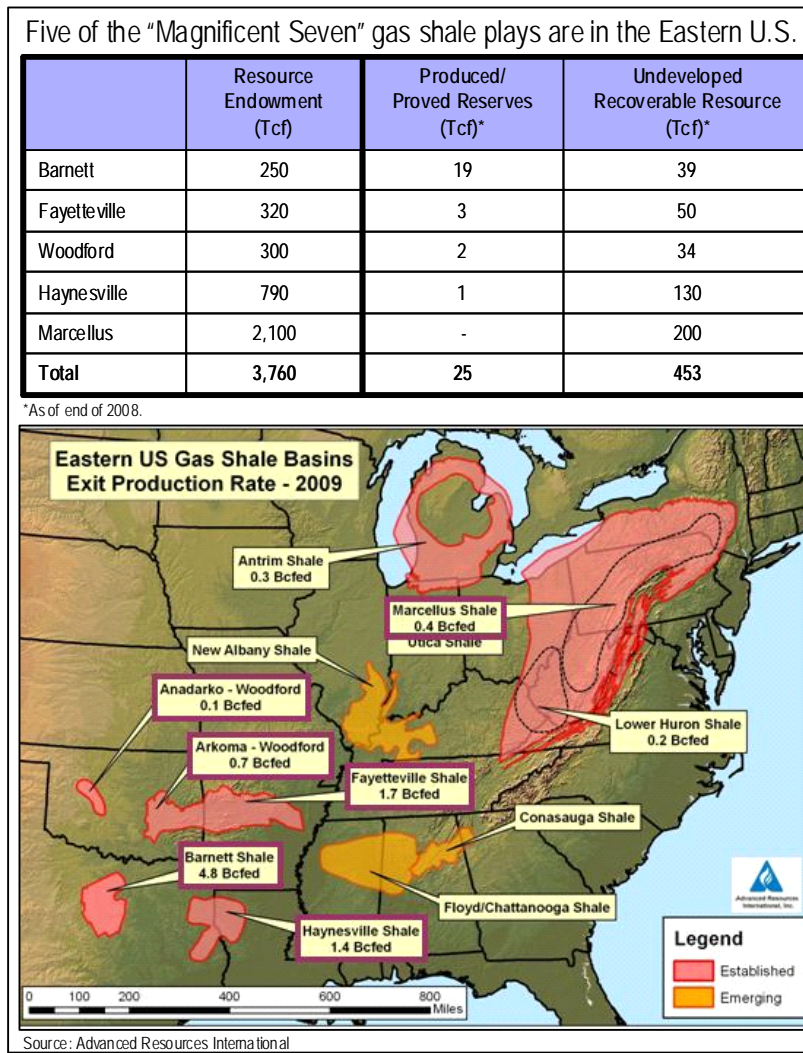 Five of the “Magnificent Seven” gas shale plays are in the Eastern U.S.
Resource Endowment (Tcf) Produced/ Proved Reserves (Tcf)* Undeveloped Recoverable Resource (Tcf)*
Barnett 250 19 39
Fayetteville 320 3 50
Woodford 300 2 34
Haynesville 790 1 130
Marcellus 2,100 - 200
Total 3,760 25 453
*As of end of 2008.
Eastern US Gas Shale Basins
Exit Production Rate - 2009
Antrim Shale
0.3 Bcfed
Marcellus Shale
0.4 Bcfed
Utica Shale
New Albany Shale
Anadarko - Woodford
0.1 Bcfed
Lower Huron Shale
0.2 Bcfed
Arkoma - Woodford
0.7 Bcfed
Fayetteville Shale
1.7 Bcfed
Conasauga Shale
Barnett Shale
4.8 Bcfed
Floyd/Chattanooga Shale
Advanced Resources
International, Inc.
Haynesville Shale
1.4 Bcfed
Legend
Established
Emerging
0 50 100 200 400 600 800
Miles
Source: Advanced Resources International